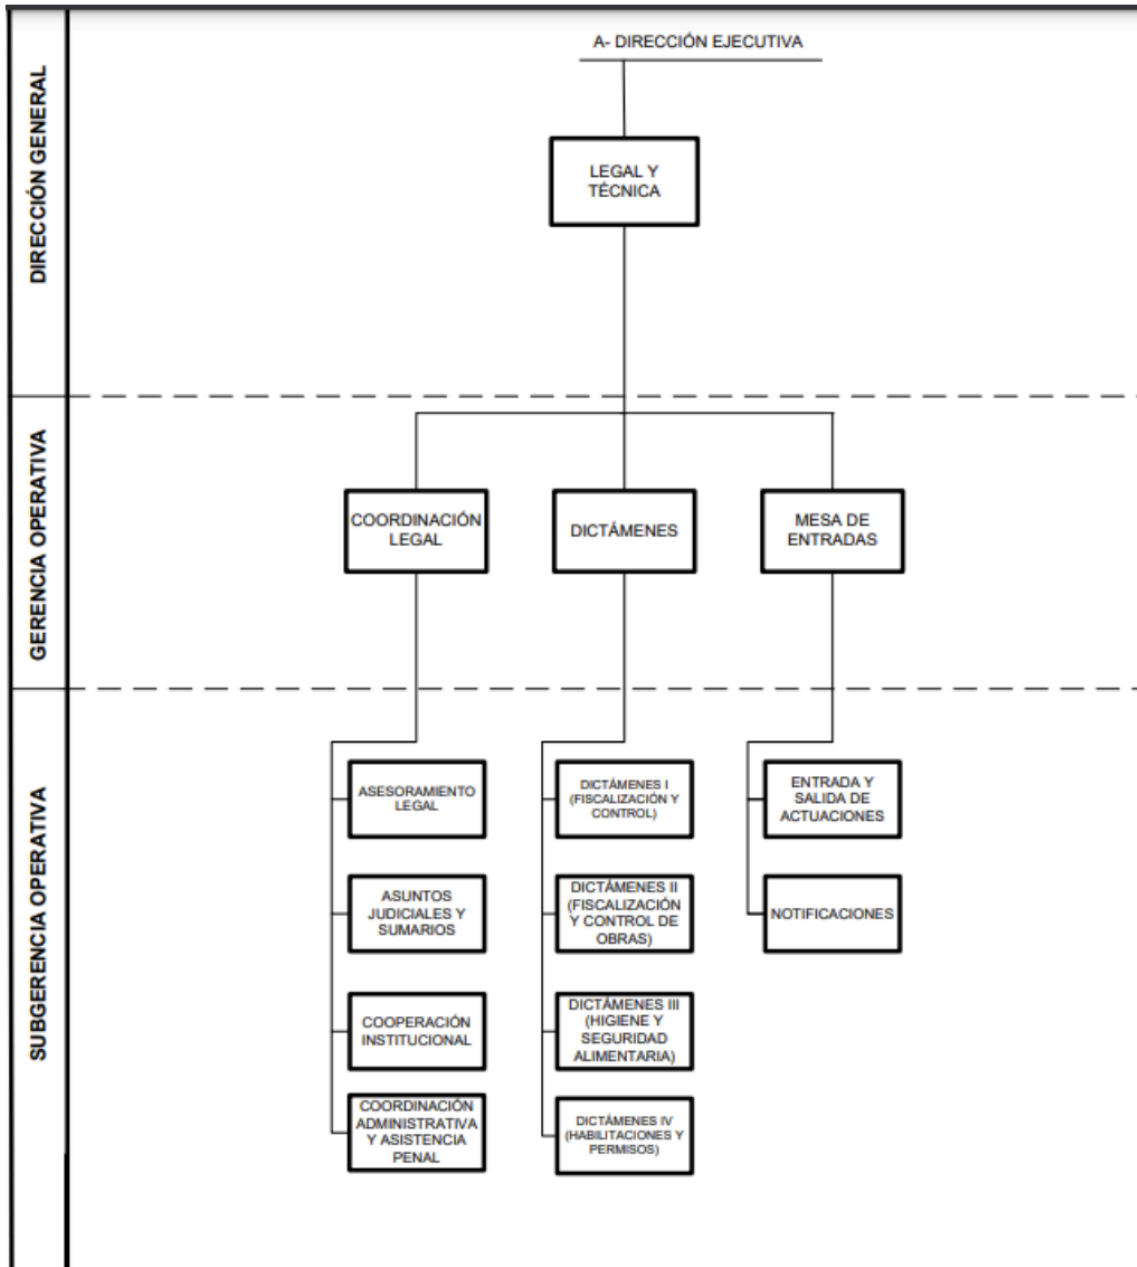 A- DIRECCIÓN EJECUTIVA
DIRECCIÓN GENERAL
LEGAL Y
TÉCNICA
GERENCIA OPERATIVA
COORDINACIÓN
LEGAL
DICTÁMENES
MESA DE
ENTRADAS
SUBGERENCIA OPERATIVA
ASESORAMIENTO
LEGAL
ASUNTOS
JUDICIALES Y
SUMARIOS
COOPERACIÓN
INSTITUCIONAL
COORDINACIÓN
ADMINISTRATIVA
Y ASISTENCIA
PENAL
DICTÁMENES I
(FISCALIZACIÓN Y
CONTROL)
DICTÁMENES II
(FISCALIZACIÓN
Y CONTROL DE
OBRAS)
DICTÁMENES III
(HIGIENE Y
SEGURIDAD
ALIMENTARIA)
DICTÁMENES IV
(HABILITACIONES Y
PERMISOS)
ENTRADA Y
SALIDA DE
ACTUACIONES
NOTIFICACIONES